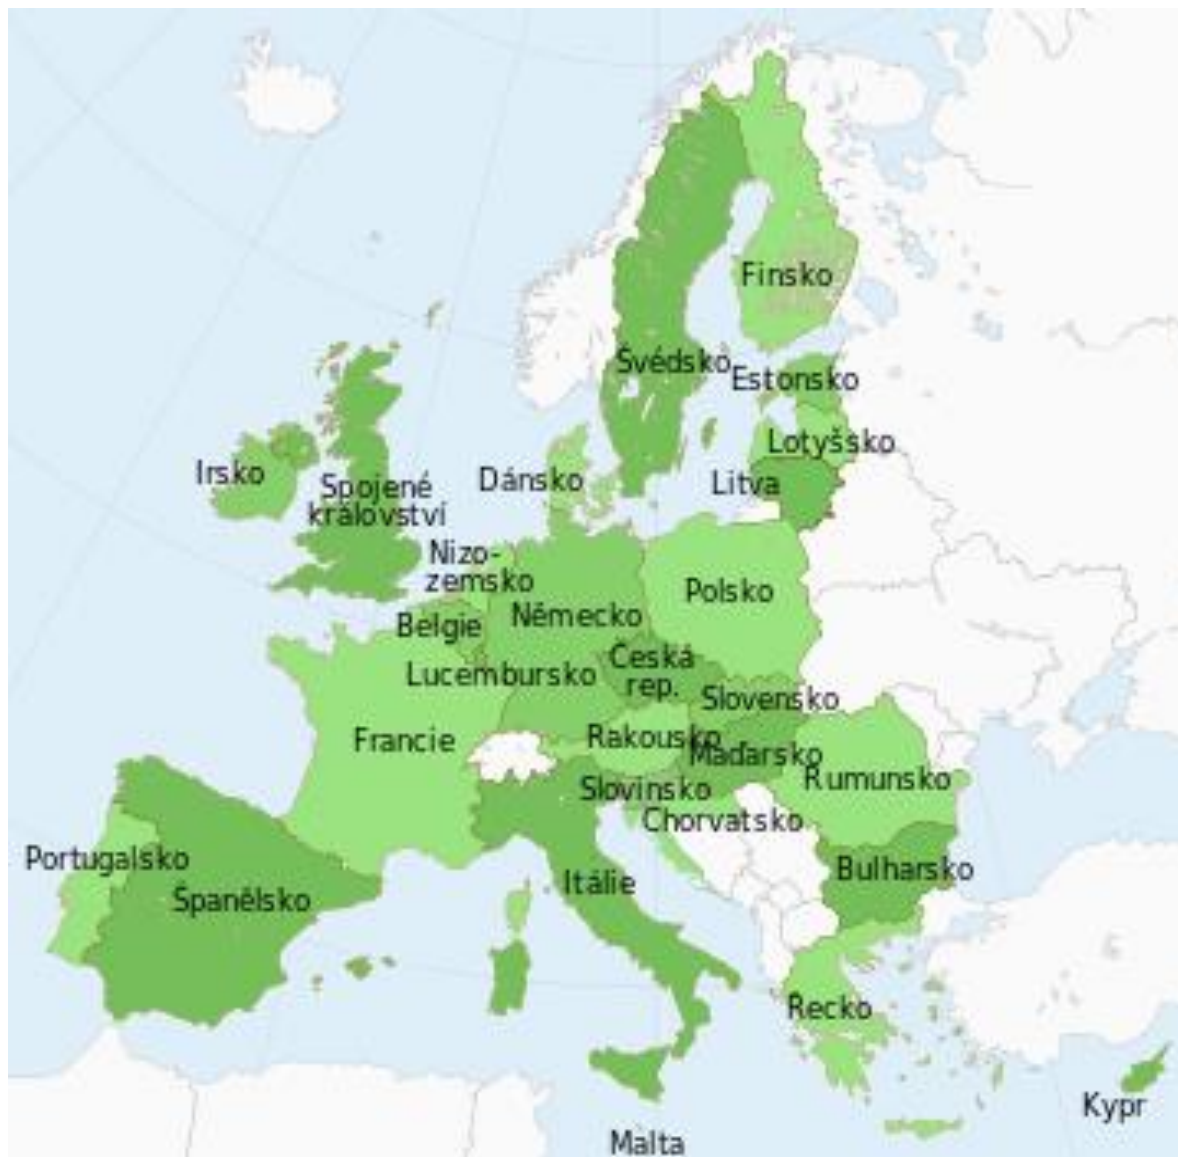 Finsko
Švédsko
Estonsko
Lotyšsko
Irsko
Dánsko
Litva
Spojené
království
Nizo-
zemsko
Polsko
Německo
Belgie
Česká
rep.
Lucembursko
Slovensko
Rakousko
Francie
Maďarsko
Rumunsko
Slovinsko
Chorvatsko
Portugalsko
Bulharsko
Itálie
Španělsko
Řecko
Kypr
Malta